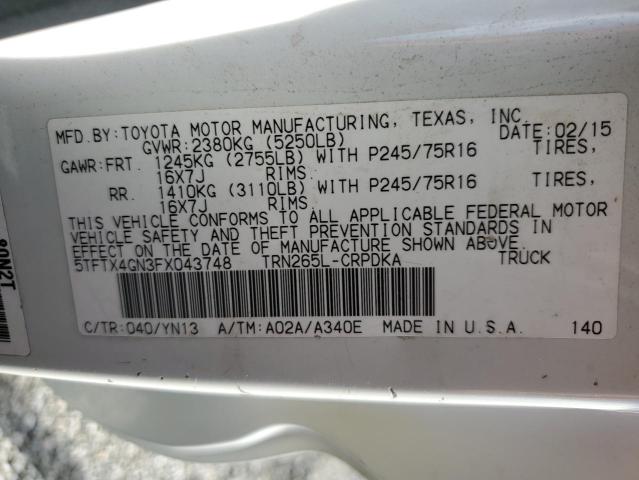 MFD.BY:TOYOTA MOTOR MANUFACTURING, TEXAS, INC.
GVWR:2380KG (5250LB) DATE:02/15
GAWR:FRT. 1245KG (2755LB) WITH P245/75R16 TIRES,
16X7J RIMS.
RR. 1410KG (3110LB) WITH P245/75R16 TIRES,
16X7J RIMS.
THIS VEHICLE CONFORMS TO ALL APPLICABLE FEDERAL MOTOR
VEHICLE SAFETY AND THEFT PREVENTION STANDARDS IN
EFFECT ON THE DATE OF MANUFACTURE SHOWN ABOVE.
5TFTX4GN3FX043748 TRN265L-CRPDKA TRUCK
C/TR:040/YN13 A/TM:A02A/A340E MADE IN U.S.A. 140